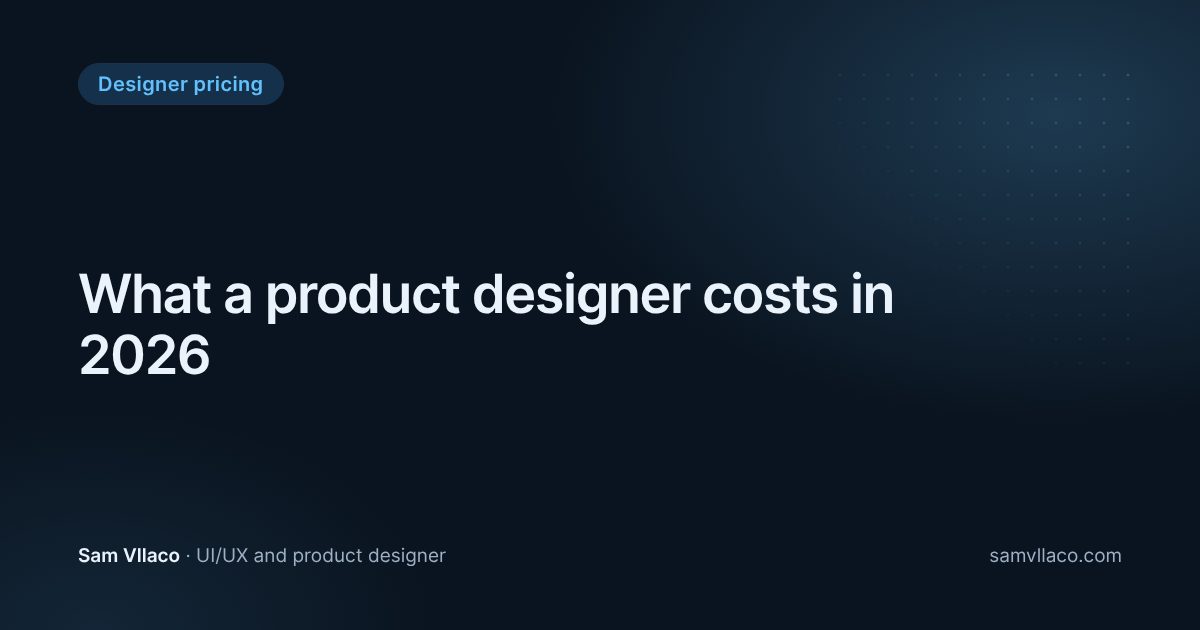 Designer pricing
What a product designer costs in
2026
Sam Vllaco · UI/UX and product designer
samvllaco.com